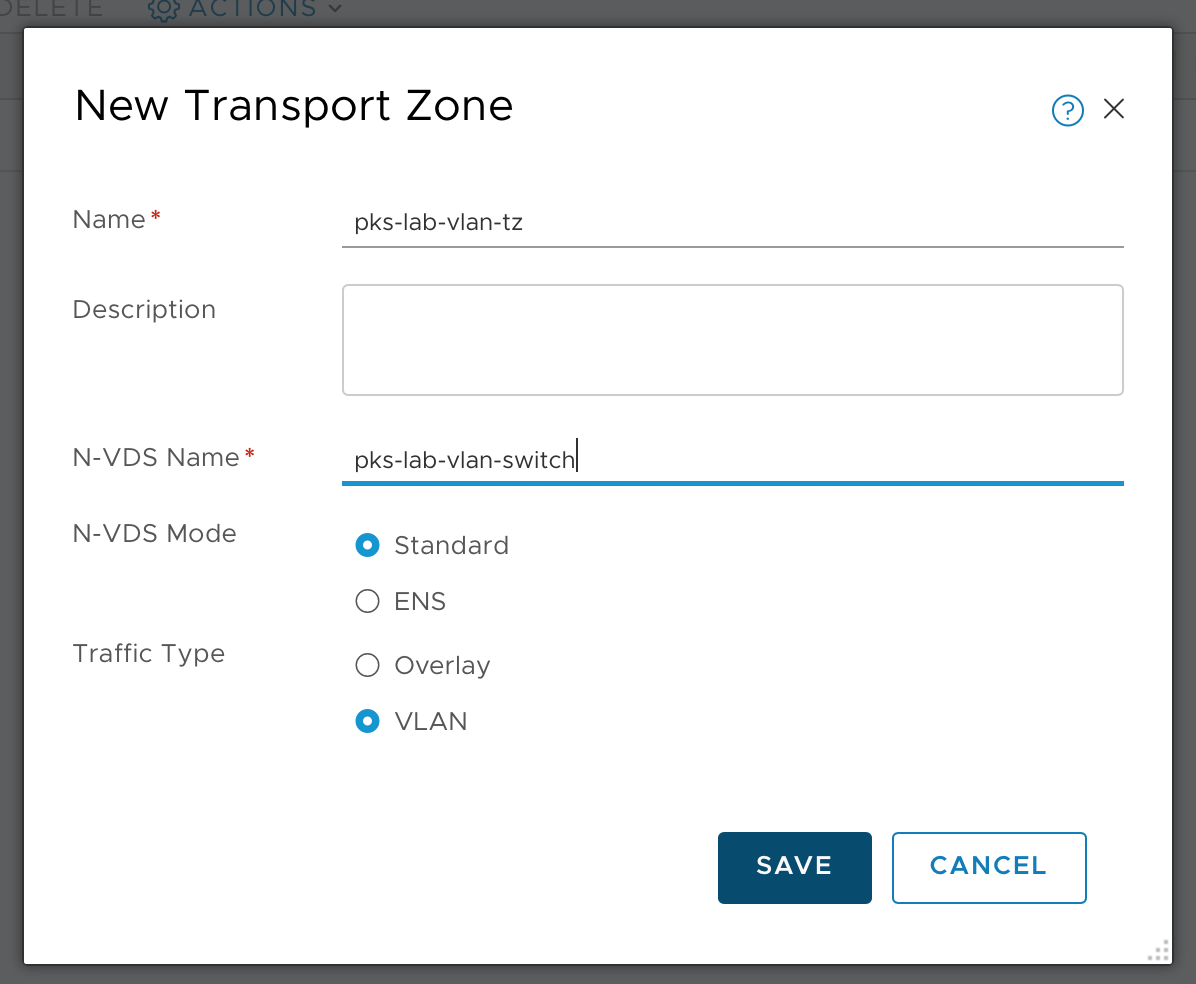 DELETE ACTIONS
New Transport Zone
?
Name*
pks-lab-vlan-tz
Description
N-VDS Name*
pks-lab-vlan-switch
N-VDS Mode
Standard
ENS
Traffic Type
Overlay
VLAN
SAVE CANCEL